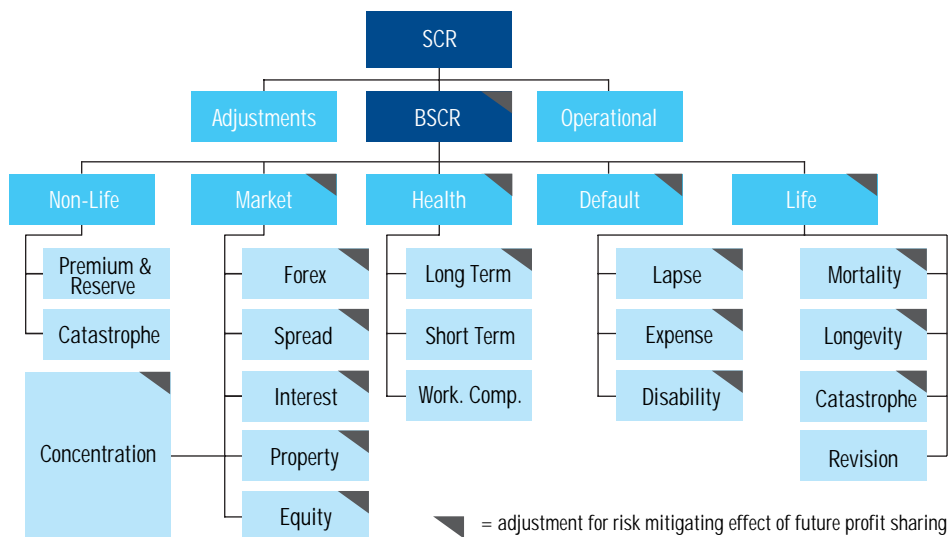 SCR
Adjustments
BSCR
Operational
Non-Life
Market
Health
Default
Life
Premium &
Reserve
Catastrophe
Concentration
Forex
Spread
Interest
Property
Equity
Long Term
Short Term
Work. Comp.
Lapse
Expense
Disability
Mortality
Longevity
Catastrophe
Revision
= adjustment for risk mitigating effect of future profit sharing